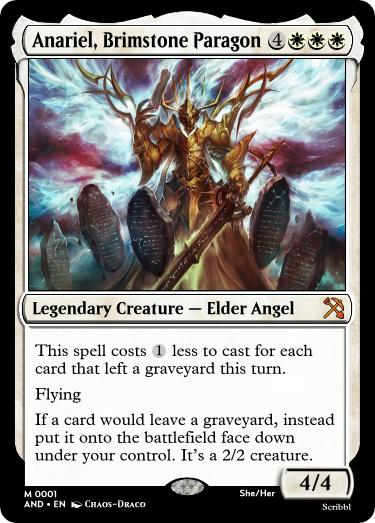 Anariel, Brimstone Paragon 4
Legendary Creature — Elder Angel
This spell costs 1 less to cast for each
card that left a graveyard this turn.
Flying
If a card would leave a graveyard, instead
put it onto the battlefield face down
under your control. It's a 2/2 creature.
4/4
M 0001
She/Her
AND • EN Chaos-Draco
Scribbl